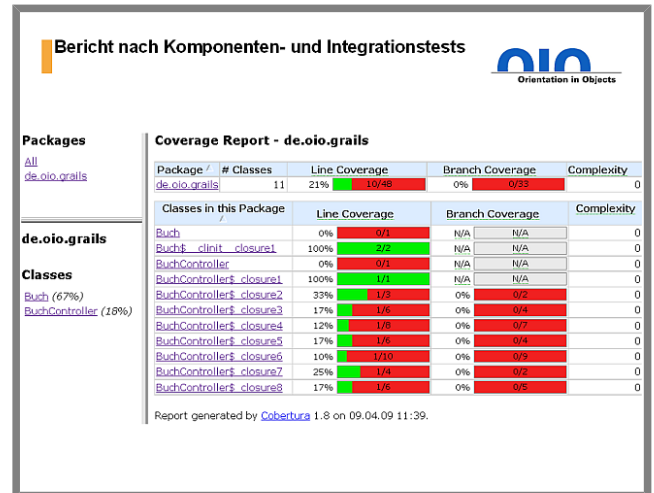 Bericht nach Komponenten- und Integrationstests
OIO
Orientation in Objects
Packages
All
de.oio.grails
de.oio.grails
Classes
Buch (67%)
BuchController (18%)
Coverage Report - de.oio.grails
Package / # Classes Line Coverage Branch Coverage Complexity
de.oio.grails 11 21% 10/48 0% 0/33 0
Classes in this Package / Line Coverage Branch Coverage Complexity
Buch 0% 0/1 N/A N/A 0
Buch$__clinit__closure1 100% 2/2 N/A N/A 0
BuchController 0% 0/1 N/A N/A 0
BuchController$_closure1 100% 1/1 N/A N/A 0
BuchController$_closure2 33% 1/3 0% 0/2 0
BuchController$_closure3 17% 1/6 0% 0/4 0
BuchController$_closure4 12% 1/8 0% 0/7 0
BuchController$_closure5 17% 1/6 0% 0/4 0
BuchController$_closure6 10% 1/10 0% 0/9 0
BuchController$_closure7 25% 1/4 0% 0/2 0
BuchController$_closure8 17% 1/6 0% 0/5 0
Report generated by Cobertura 1.8 on 09.04.09 11:39.